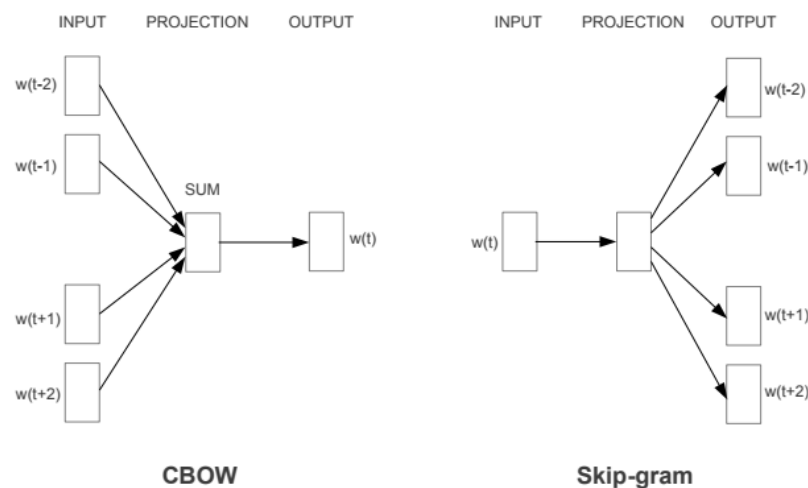 INPUT PROJECTION OUTPUT
w(t-2)
w(t-1)
SUM
w(t)
w(t+1)
w(t+2)
CBOW
INPUT PROJECTION OUTPUT
w(t-2)
w(t-1)
w(t)
w(t+1)
w(t+2)
Skip-gram